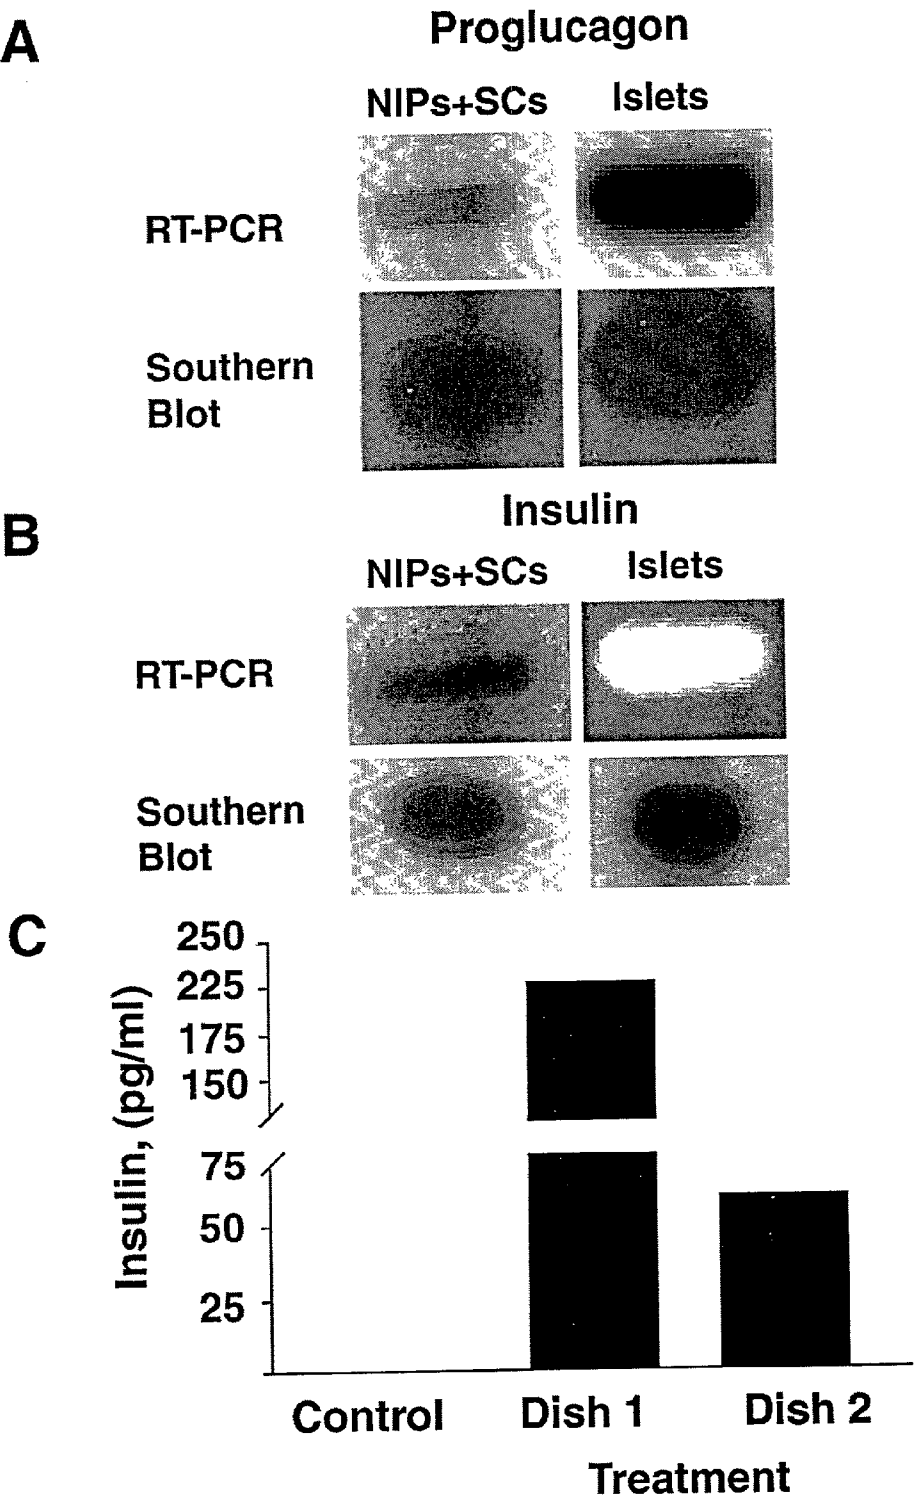 A
Proglucagon
NIPs+SCs Islets
RT-PCR
Southern
Blot
B
Insulin
NIPs+SCs Islets
RT-PCR
Southern
Blot
C
Insulin, (pg/ml)
250
225
175
150
75
50
25
Control Dish 1 Dish 2
Treatment